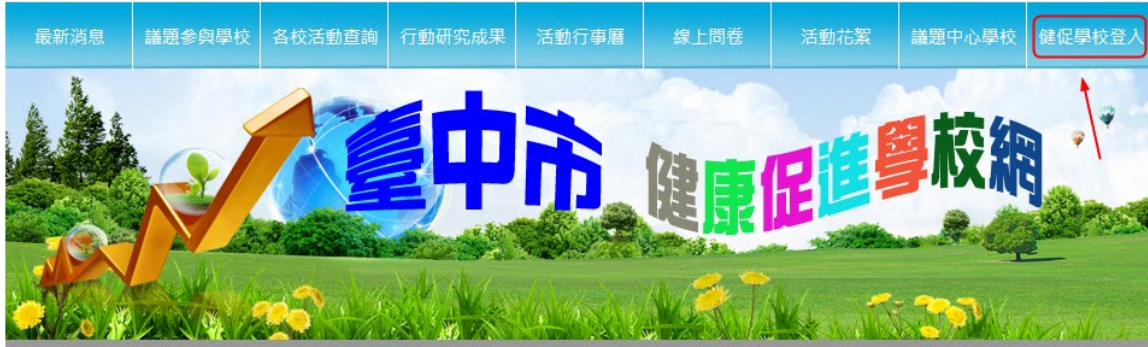 最新消息 議題參與學校 各校活動查詢 行動研究成果 活動行事曆 線上問卷 活動花絮 議題中心學校 健促學校登入
臺中市 健康促進學校網